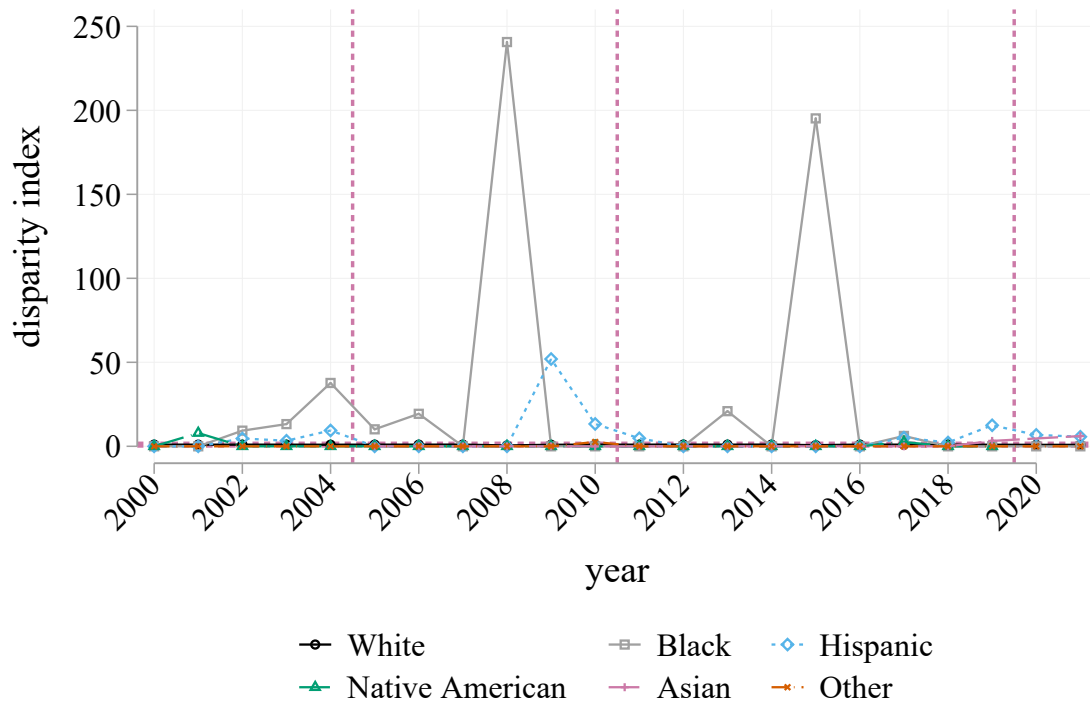 250
200
150
100
50
0
disparity index
2000 2002 2004 2006 2008 2010 2012 2014 2016 2018 2020
year
White Black Hispanic
Native American Asian Other